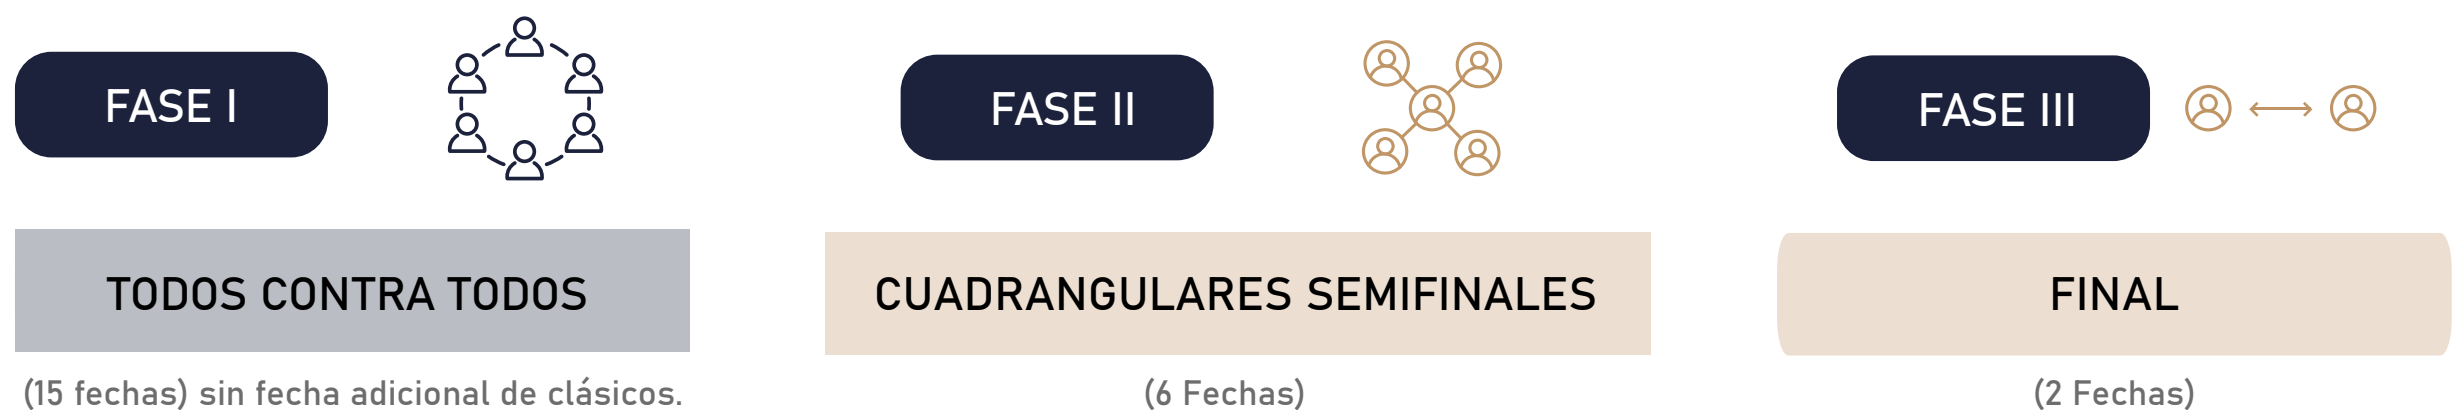 FASE I
TODOS CONTRA TODOS
(15 fechas) sin fecha adicional de clásicos.
FASE II
CUADRANGULARES SEMIFINALES
(6 Fechas)
FASE III
FINAL
(2 Fechas)